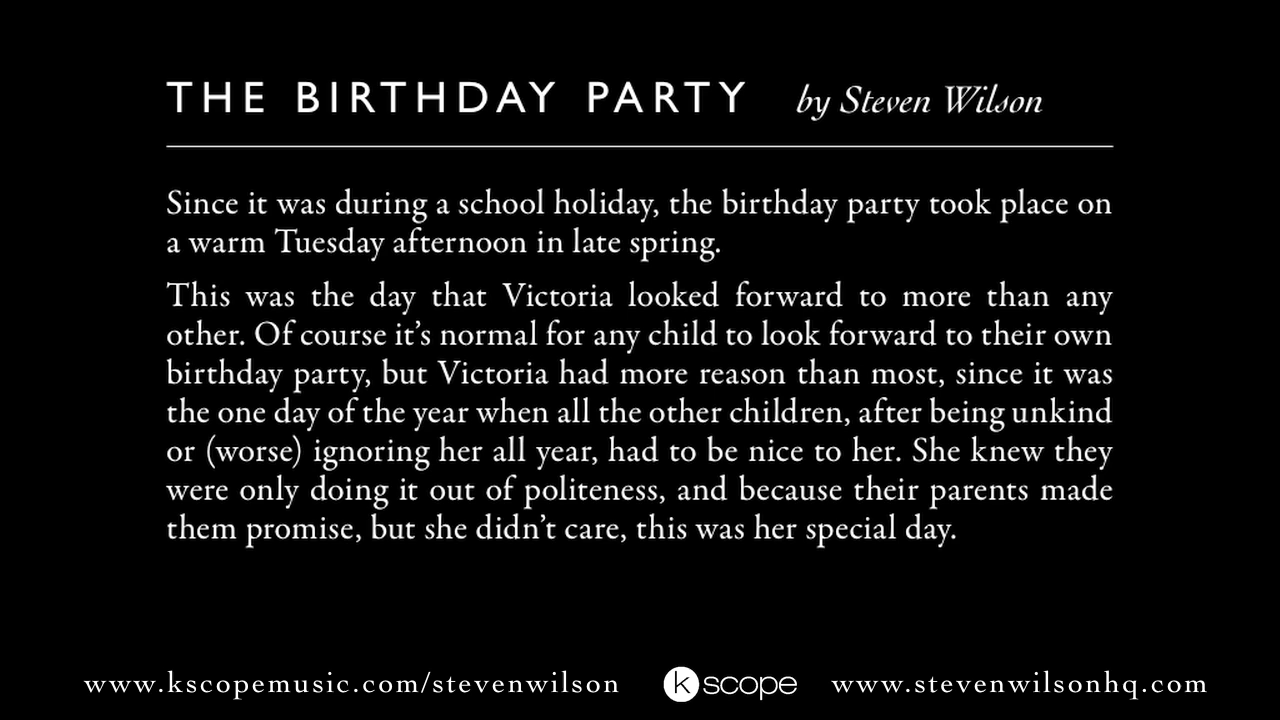 THE BIRTHDAY PARTY by Steven Wilson
Since it was during a school holiday, the birthday party took place on
a warm Tuesday afternoon in late spring.
This was the day that Victoria looked forward to more than any
other. Of course it’s normal for any child to look forward to their own
birthday party, but Victoria had more reason than most, since it was
the one day of the year when all the other children, after being unkind
or (worse) ignoring her all year, had to be nice to her. She knew they
were only doing it out of politeness, and because their parents made
them promise, but she didn’t care, this was her special day.
www.kscopemusic.com/stevenwilson kscope www.stevenwilsonhq.com